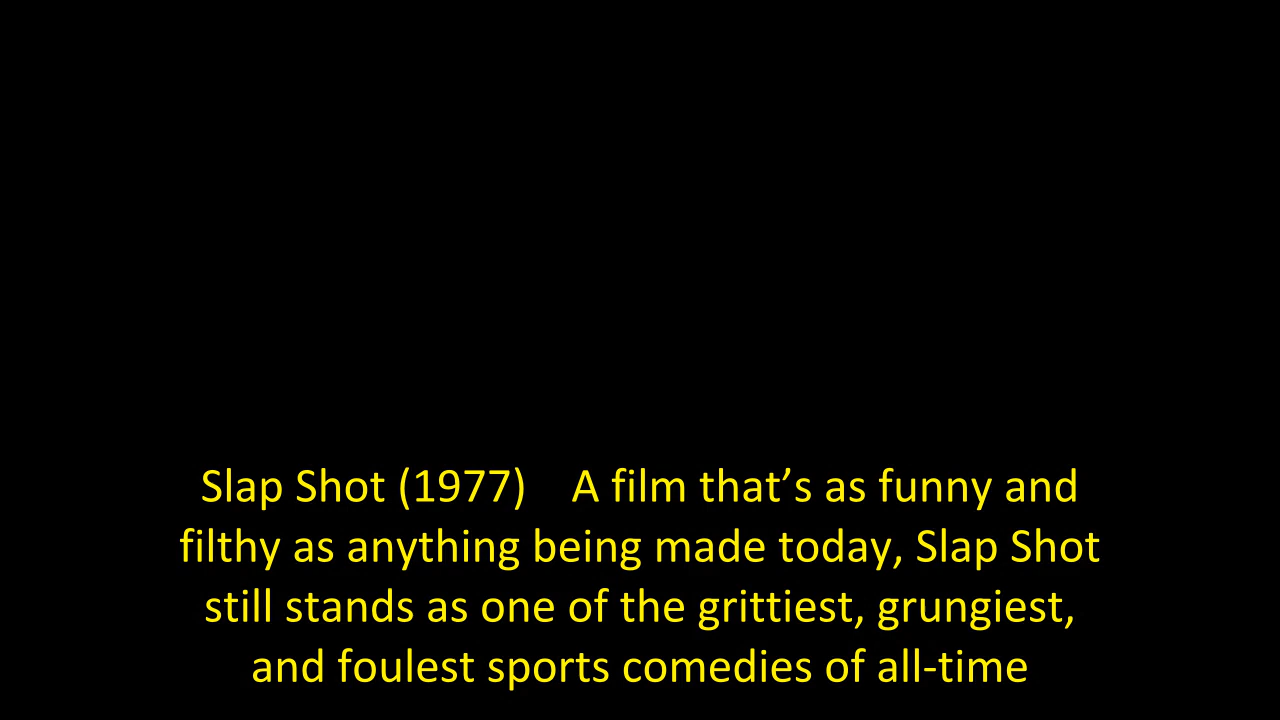 Slap Shot (1977)    A film that’s as funny and
filthy as anything being made today, Slap Shot
still stands as one of the grittiest, grungiest,
and foulest sports comedies of all-time